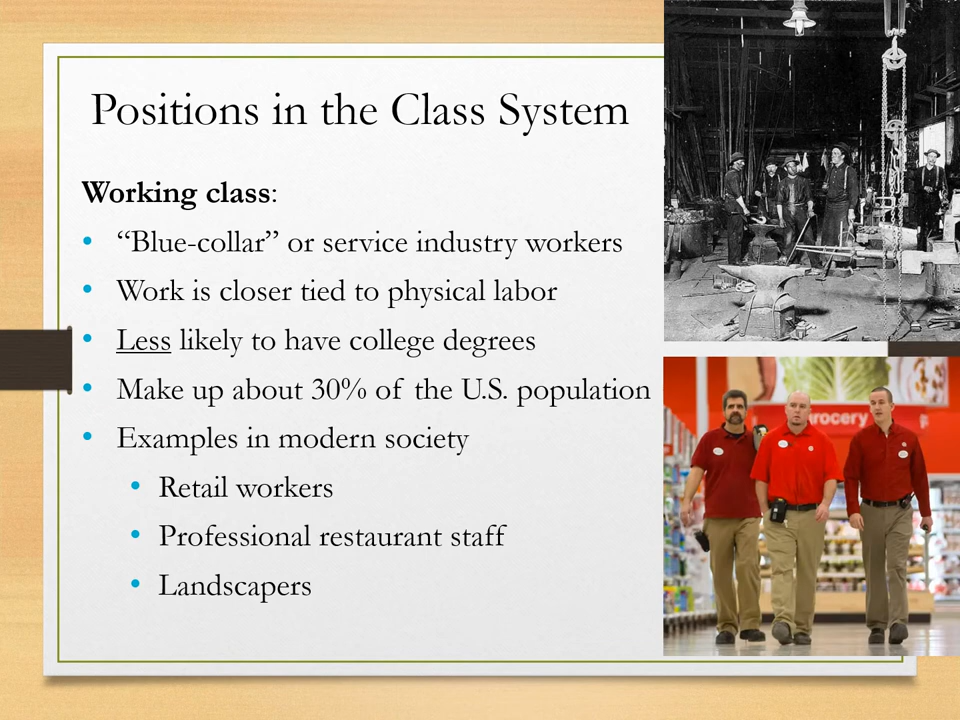 Positions in the Class System
Working class:
• “Blue-collar” or service industry workers
• Work is closer tied to physical labor
• Less likely to have college degrees
• Make up about 30% of the U.S. population
• Examples in modern society
• Retail workers
• Professional restaurant staff
• Landscapers
grocery